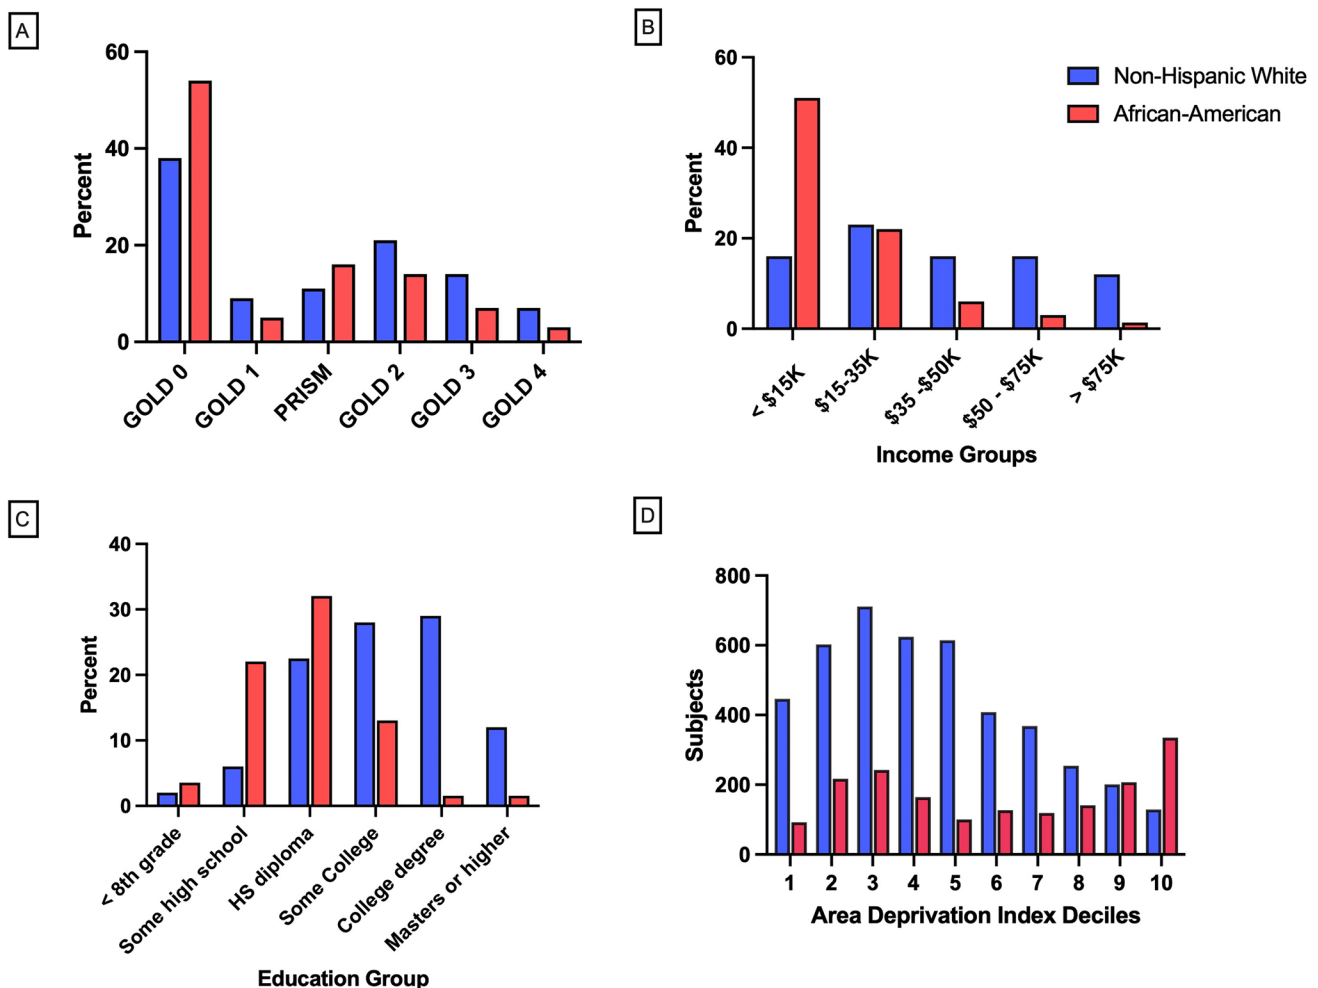 A
60
40
20
0
Percent
GOLD 0
GOLD 1
PRISM
GOLD 2
GOLD 3
GOLD 4
B
60
40
20
0
Percent
Non-Hispanic White
African-American
< $15K
$15-35K
$35 -$50K
$50 - $75K
> $75K
Income Groups
C
40
30
20
10
0
Percent
< 8th grade
Some high school
HS diploma
Some College
College degree
Masters or higher
Education Group
D
800
600
400
200
0
Subjects
1 2 3 4 5 6 7 8 9 10
Area Deprivation Index Deciles